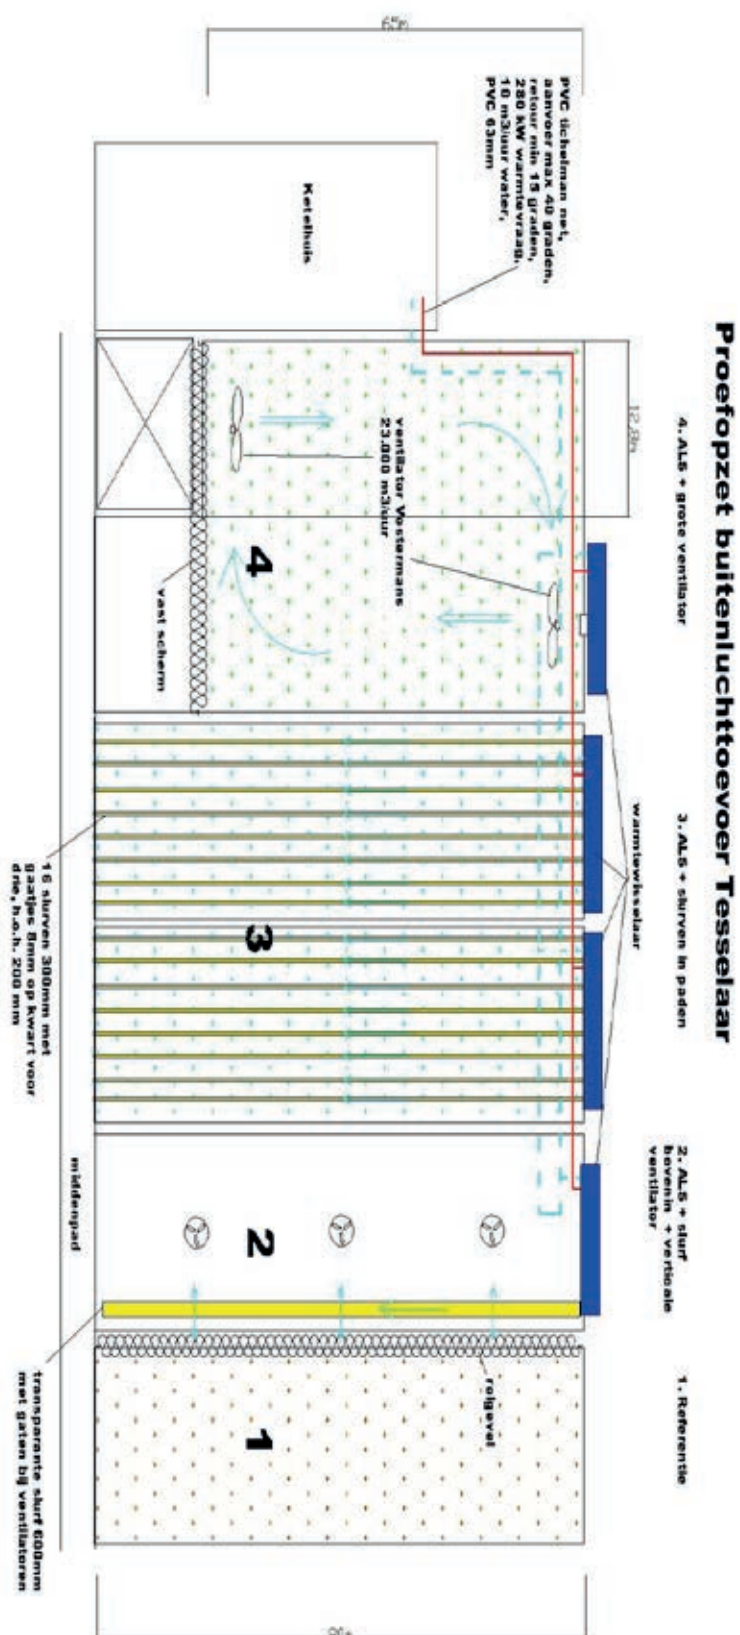 Proefopzet buitenluchttoevoer Tesselaar
4. ALS + grote ventilator
3. ALS + slurven in paden
2. ALS + slurf
bovenin + verticale
ventilator
1. Referentie
warmtewisselaar
12,8m
65m
PVC tichelman net,
aanvoer max 40 graden,
retour min 15 graden,
280 kW warmtevraag,
10 m3/uur water,
PVC 63mm
Ketelhuis
ventilator Vostermans
23.000 m3/uur
4
vast scherm
3
2
rolgevel
1
16 slurven 300mm met
gaatjes 8mm op kwart voor
drie, h.o.h. 200 mm
middenpad
transparante slurf 600mm
met gaten bij ventilatoren